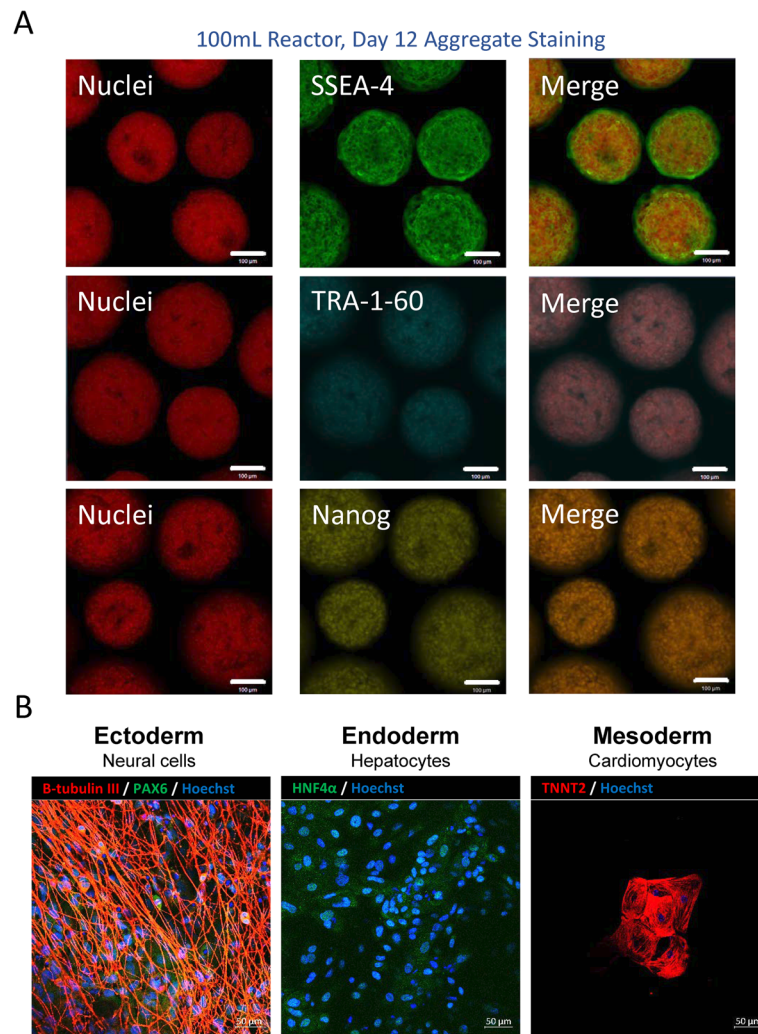 A
100mL Reactor, Day 12 Aggregate Staining
Nuclei
SSEA-4
Merge
100 µm
100 µm
100 µm
Nuclei
TRA-1-60
Merge
100 µm
100 µm
100 µm
Nuclei
Nanog
Merge
100 µm
100 µm
100 µm
B
Ectoderm
Neural cells
Endoderm
Hepatocytes
Mesoderm
Cardiomyocytes
B-tubulin III / PAX6 / Hoechst
HNF4α / Hoechst
TNNT2 / Hoechst
50 µm
50 µm
50 µm